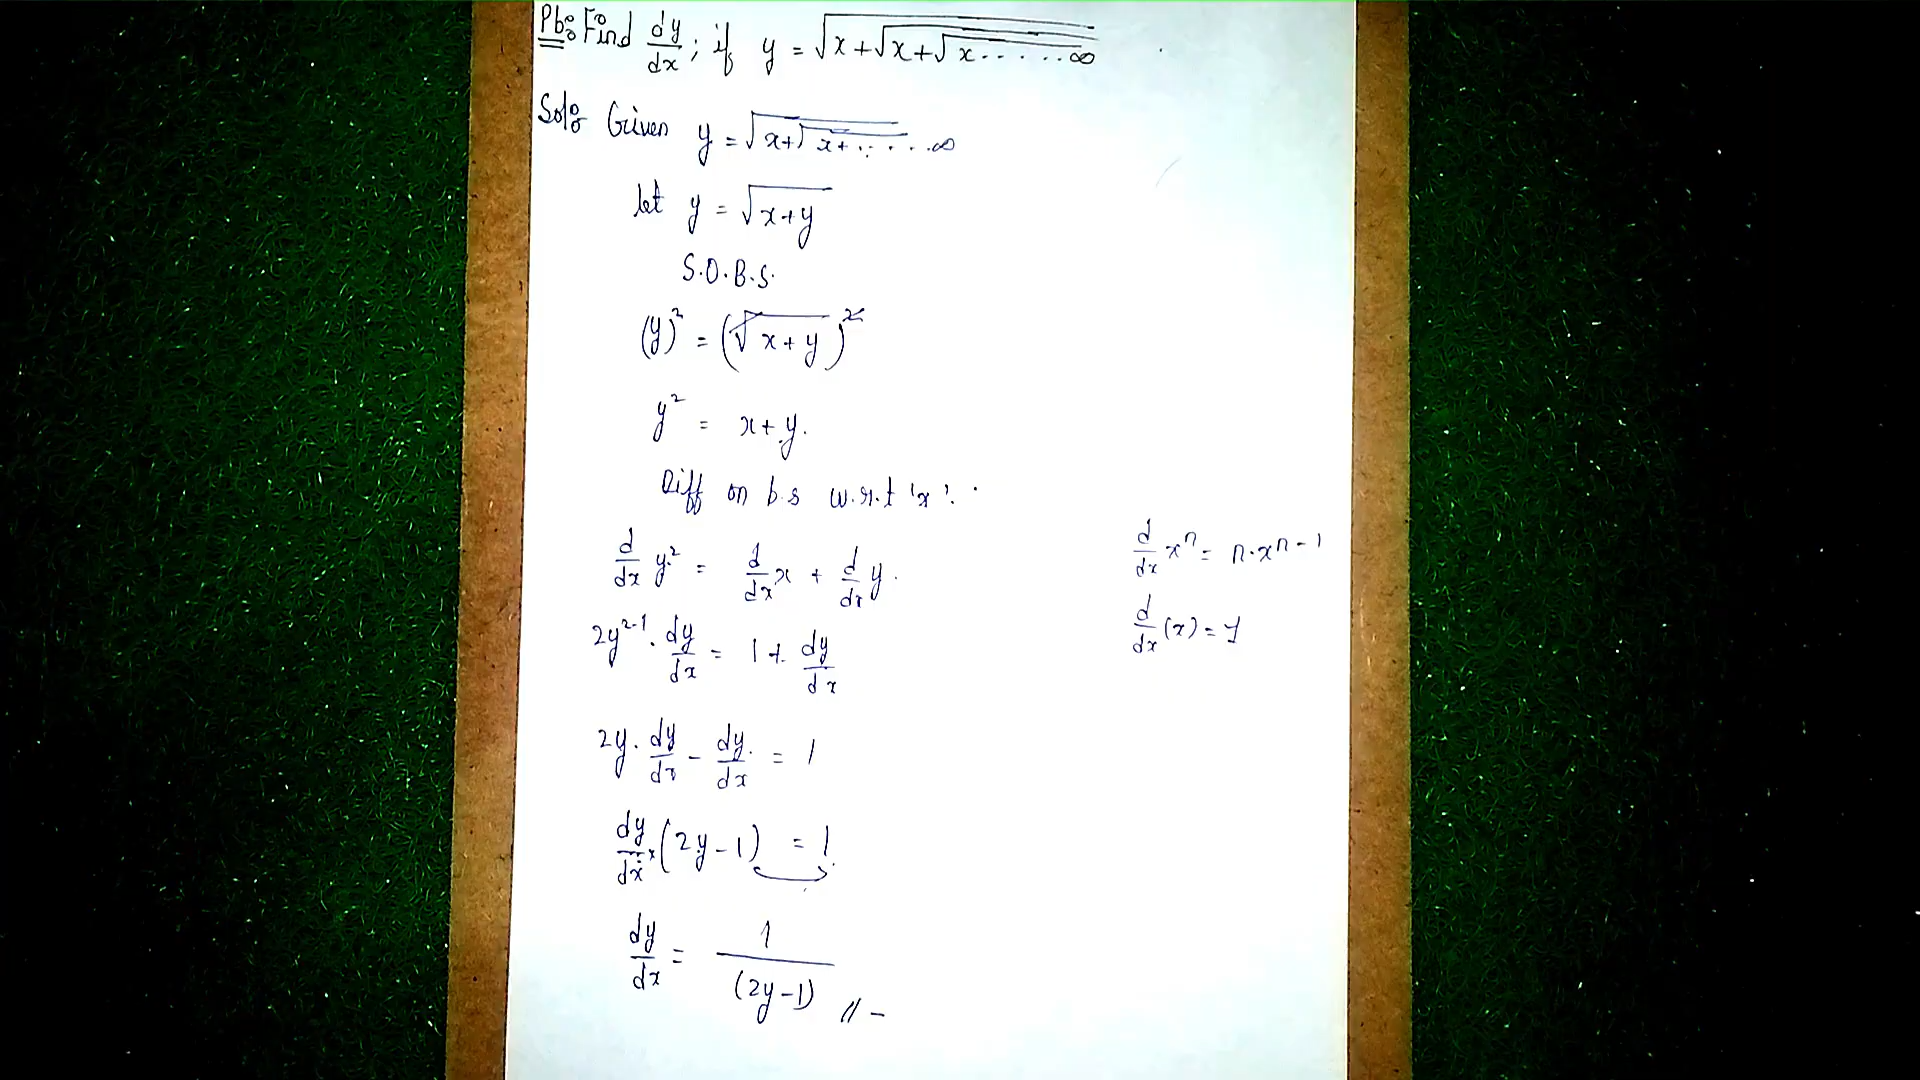 Pb: Find dy/dx ; if y = √x+√x+√x......∞
Sol: Given y = √x+√x+......∞
let y = √x+y
S.O.B.S.
(y)² = (√x+y)²
y² = x+y.
Diff on b.s w.r.t 'x'.
d/dx y² = d/dx x + d/dx y.
d/dx xⁿ = n·xⁿ⁻¹
2y²⁻¹ · dy/dx = 1 + dy/dx
d/dx (x) = 1
2y · dy/dx - dy/dx = 1
dy/dx × (2y-1) = 1
dy/dx = 1/(2y-1) // -